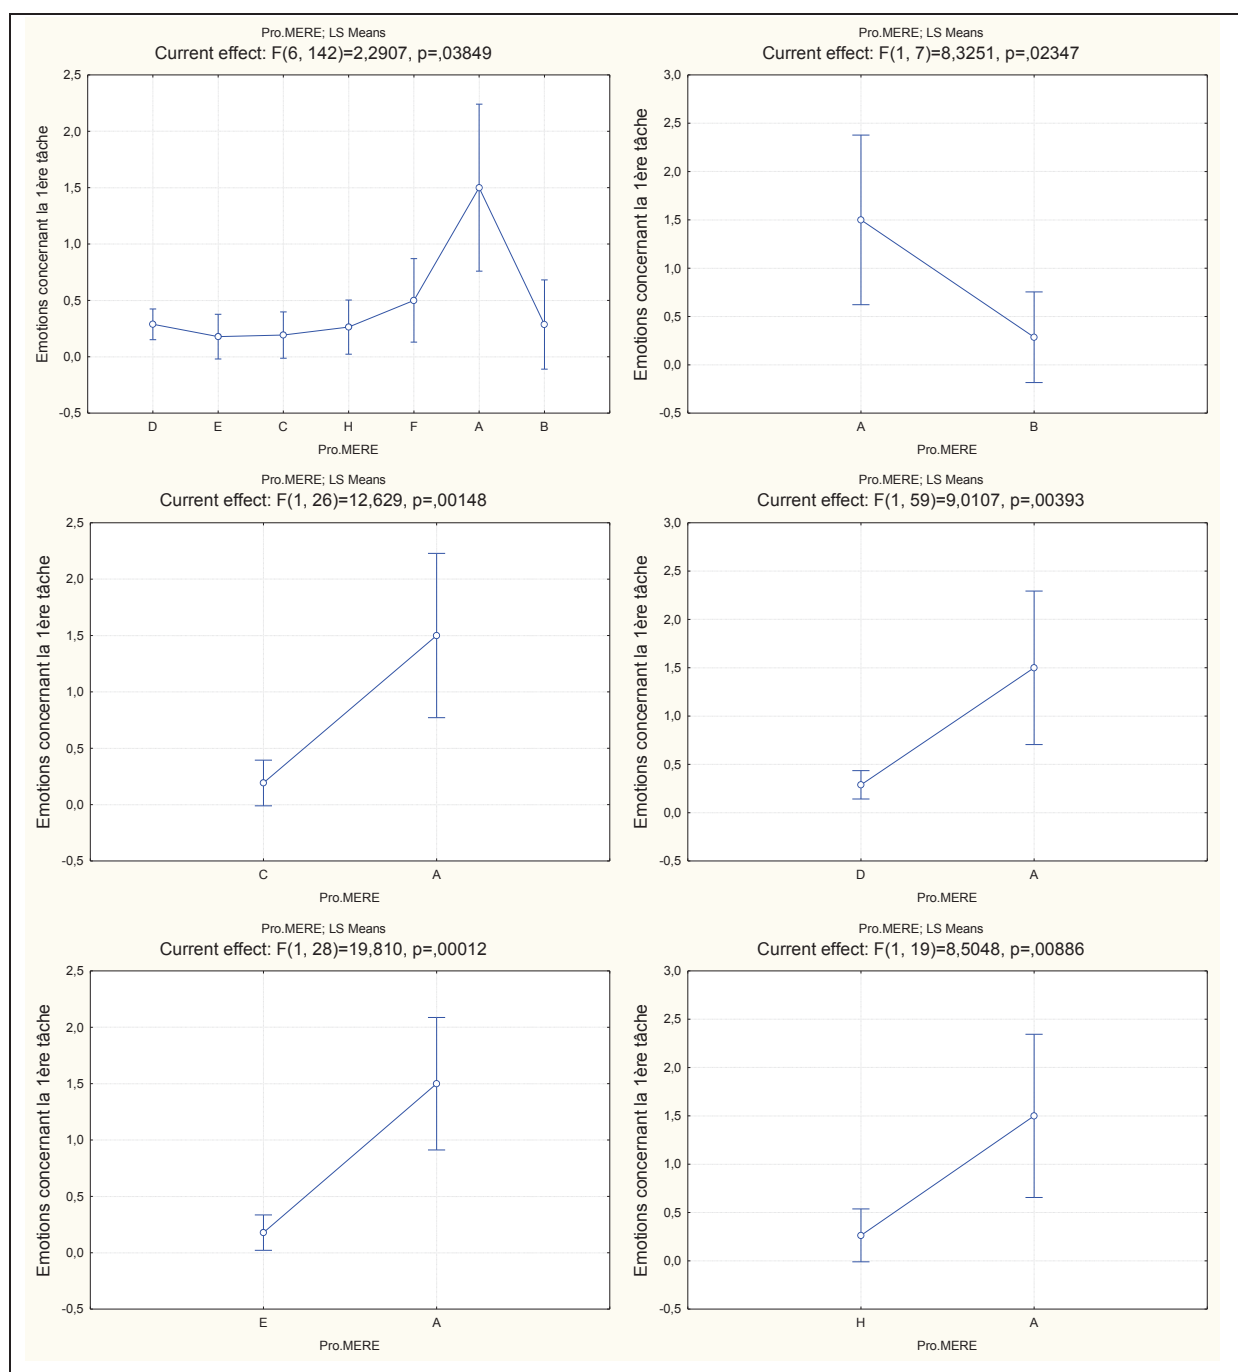 Pro.MERE; LS Means
Current effect: F(6, 142)=2,2907, p=,03849
Emotions concernant la 1ère tâche
2,5
2,0
1,5
1,0
0,5
0,0
-0,5
D E C H F A B
Pro.MERE
Pro.MERE; LS Means
Current effect: F(1, 7)=8,3251, p=,02347
Emotions concernant la 1ère tâche
3,0
2,5
2,0
1,5
1,0
0,5
0,0
-0,5
A B
Pro.MERE
Pro.MERE; LS Means
Current effect: F(1, 26)=12,629, p=,00148
Emotions concernant la 1ère tâche
2,5
2,0
1,5
1,0
0,5
0,0
-0,5
C A
Pro.MERE
Pro.MERE; LS Means
Current effect: F(1, 59)=9,0107, p=,00393
Emotions concernant la 1ère tâche
3,0
2,5
2,0
1,5
1,0
0,5
0,0
-0,5
D A
Pro.MERE
Pro.MERE; LS Means
Current effect: F(1, 28)=19,810, p=,00012
Emotions concernant la 1ère tâche
2,5
2,0
1,5
1,0
0,5
0,0
-0,5
E A
Pro.MERE
Pro.MERE; LS Means
Current effect: F(1, 19)=8,5048, p=,00886
Emotions concernant la 1ère tâche
3,0
2,5
2,0
1,5
1,0
0,5
0,0
-0,5
H A
Pro.MERE